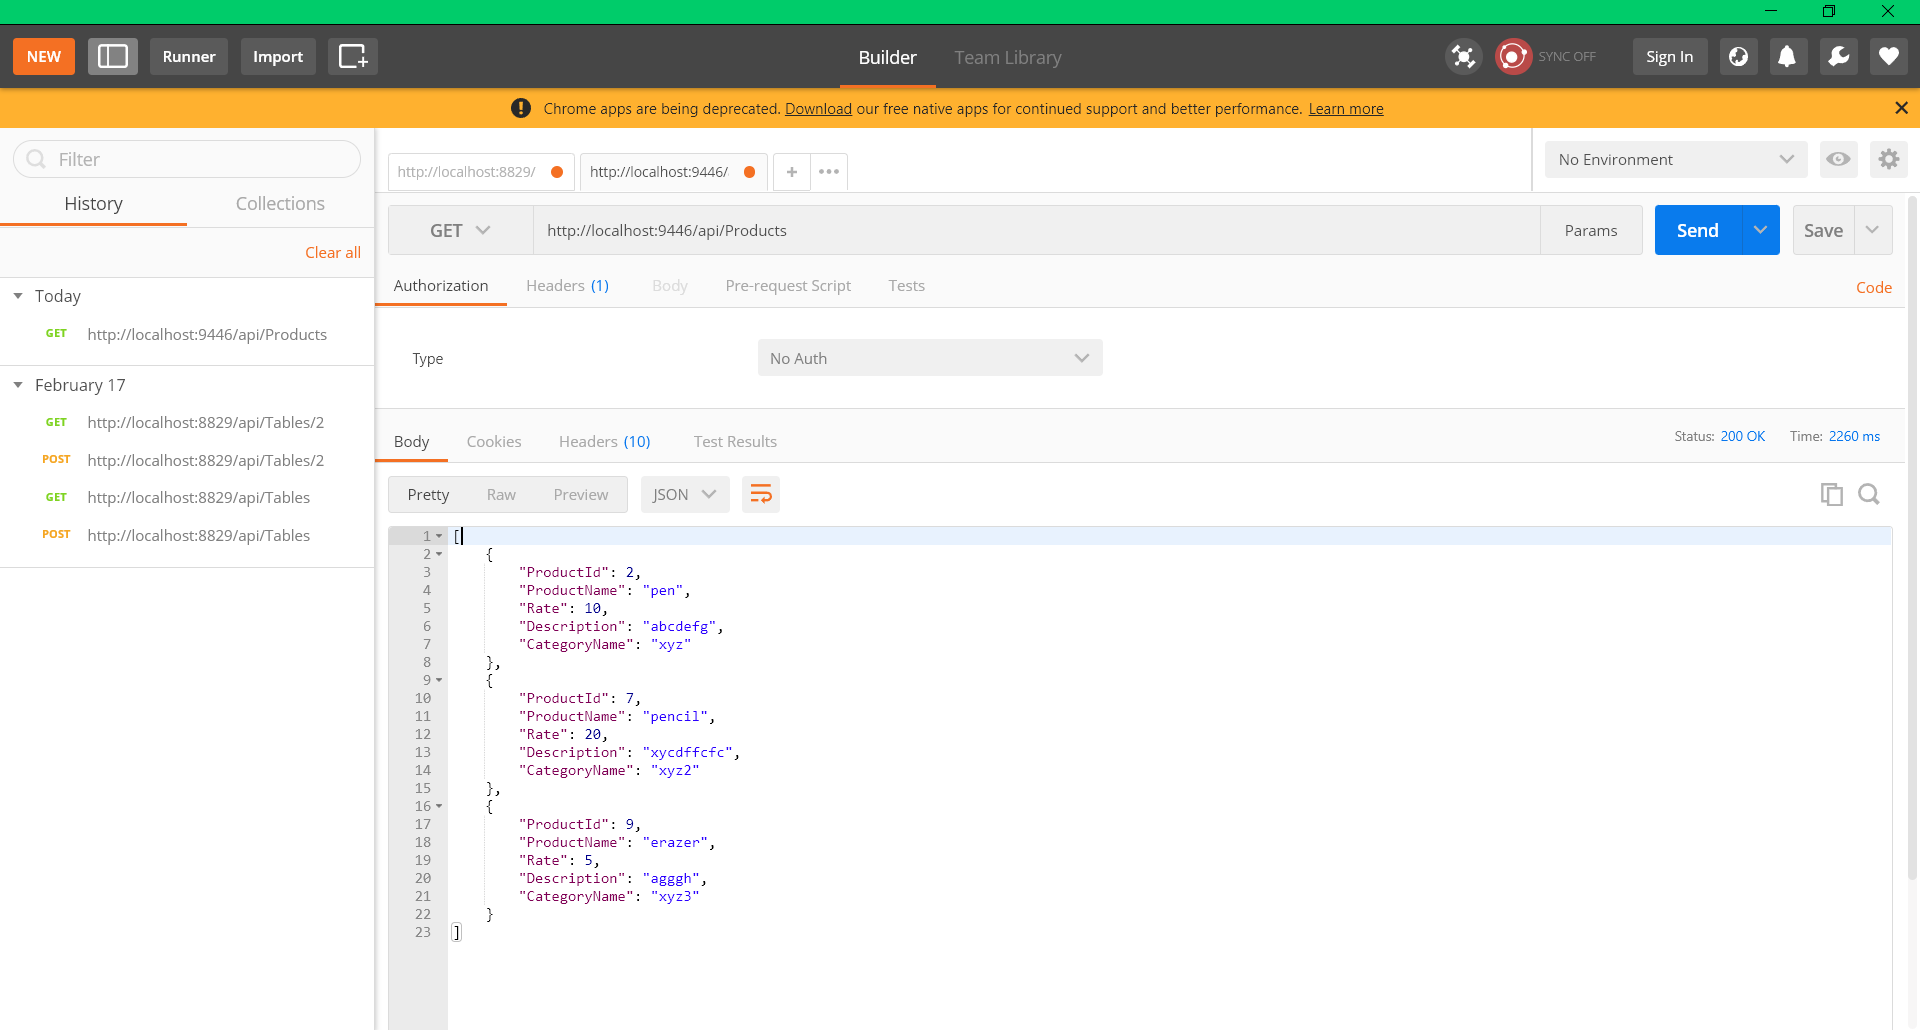 NEW Runner Import Builder Team Library SYNC OFF Sign In
! Chrome apps are being deprecated. Download our free native apps for continued support and better performance. Learn more
Filter
History Collections
Clear all
Today
GET http://localhost:9446/api/Products
February 17
GET http://localhost:8829/api/Tables/2
POST http://localhost:8829/api/Tables/2
GET http://localhost:8829/api/Tables
POST http://localhost:8829/api/Tables
http://localhost:8829/ http://localhost:9446/ + ••• No Environment
GET http://localhost:9446/api/Products Params Send Save
Authorization Headers (1) Body Pre-request Script Tests Code
Type No Auth
Body Cookies Headers (10) Test Results Status: 200 OK Time: 2260 ms
Pretty Raw Preview JSON
1 [
2 {
3 "ProductId": 2,
4 "ProductName": "pen",
5 "Rate": 10,
6 "Description": "abcdefg",
7 "CategoryName": "xyz"
8 },
9 {
10 "ProductId": 7,
11 "ProductName": "pencil",
12 "Rate": 20,
13 "Description": "xycdffcfc",
14 "CategoryName": "xyz2"
15 },
16 {
17 "ProductId": 9,
18 "ProductName": "erazer",
19 "Rate": 5,
20 "Description": "agggh",
21 "CategoryName": "xyz3"
22 }
23 ]